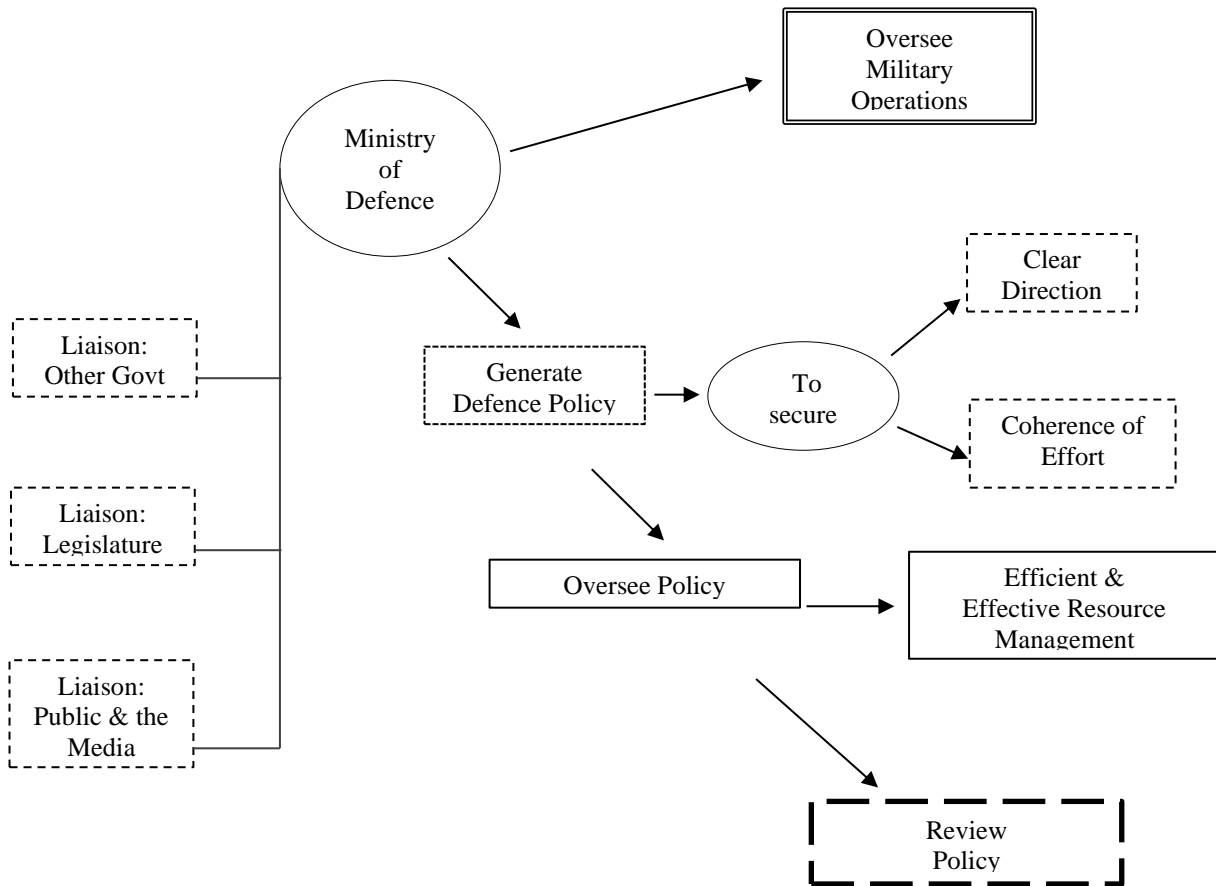 Oversee
Military
Operations
Ministry
of
Defence
Clear
Direction
Liaison:
Other Govt
Generate
Defence Policy
To
secure
Coherence of
Effort
Liaison:
Legislature
Oversee Policy
Efficient &
Effective Resource
Management
Liaison:
Public & the
Media
Review
Policy